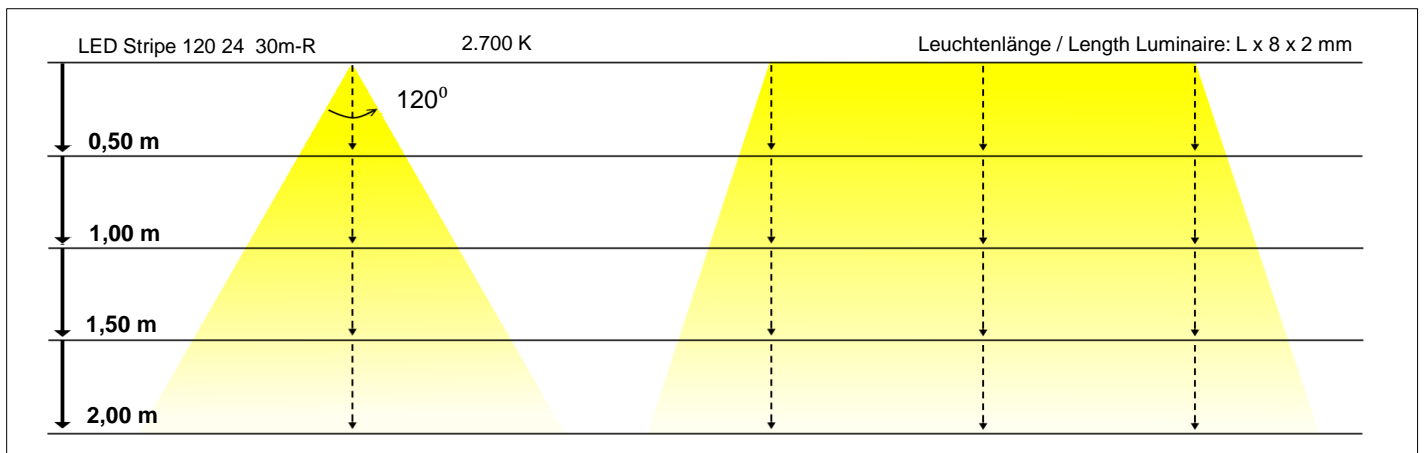 LED Stripe 120 24  30m-R
2.700 K
Leuchtenlänge / Length Luminaire: L x 8 x 2 mm
120⁰
0,50 m
1,00 m
1,50 m
2,00 m